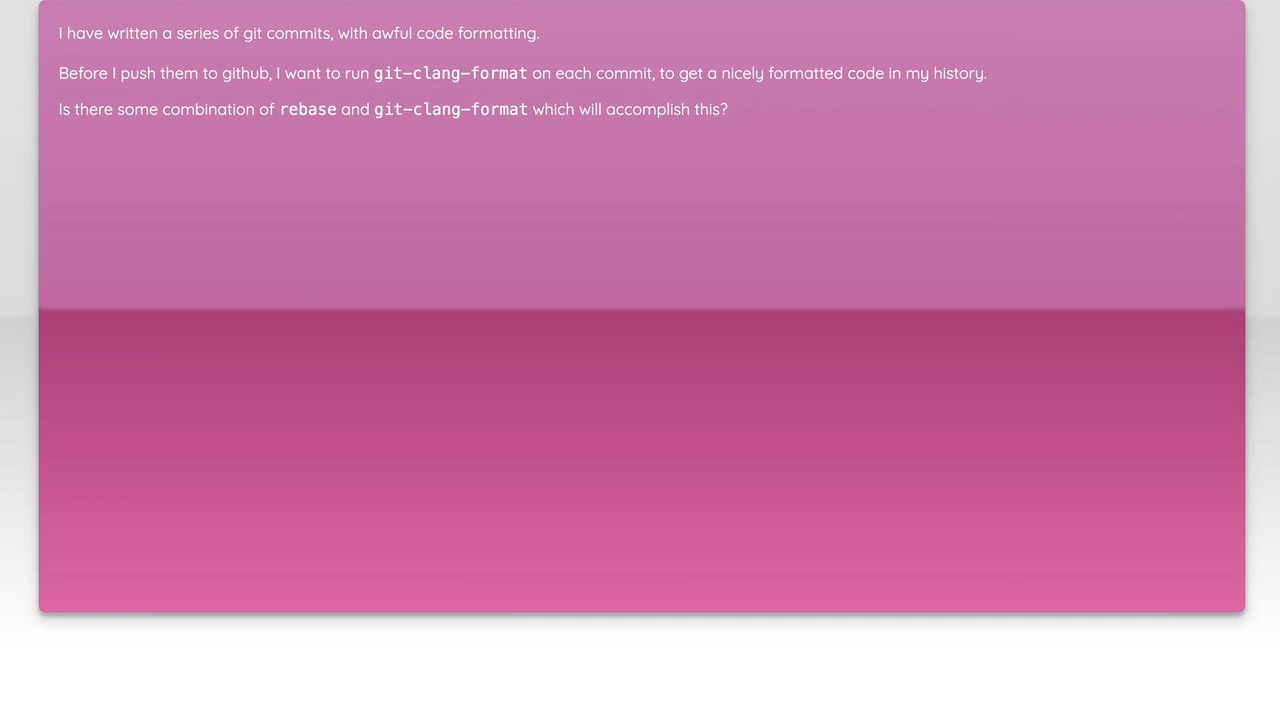 I have written a series of git commits, with awful code formatting.
Before I push them to github, I want to run git-clang-format on each commit, to get a nicely formatted code in my history.
Is there some combination of rebase and git-clang-format which will accomplish this?